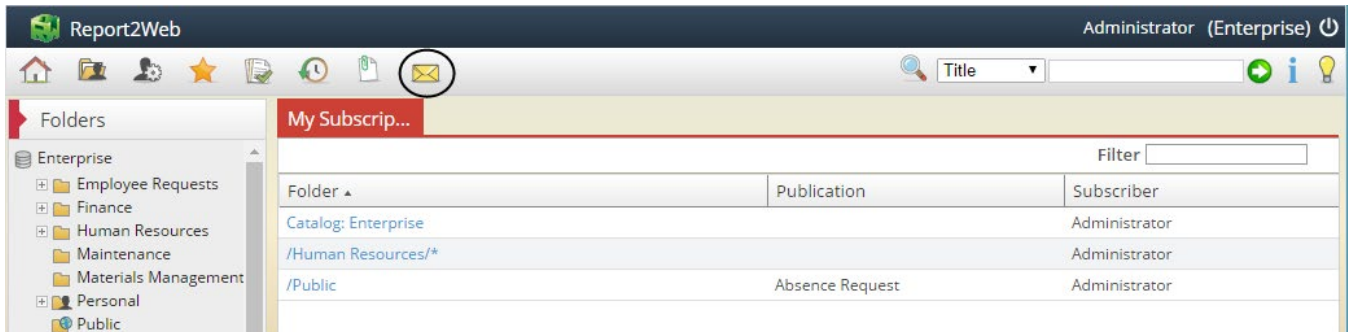 Report2Web
Administrator (Enterprise)
Title
i
Folders
My Subscrip...
Enterprise
Filter
Employee Requests
Finance
Human Resources
Maintenance
Materials Management
Personal
Public
Folder Publication Subscriber
Catalog: Enterprise Administrator
/Human Resources/* Administrator
/Public Absence Request Administrator